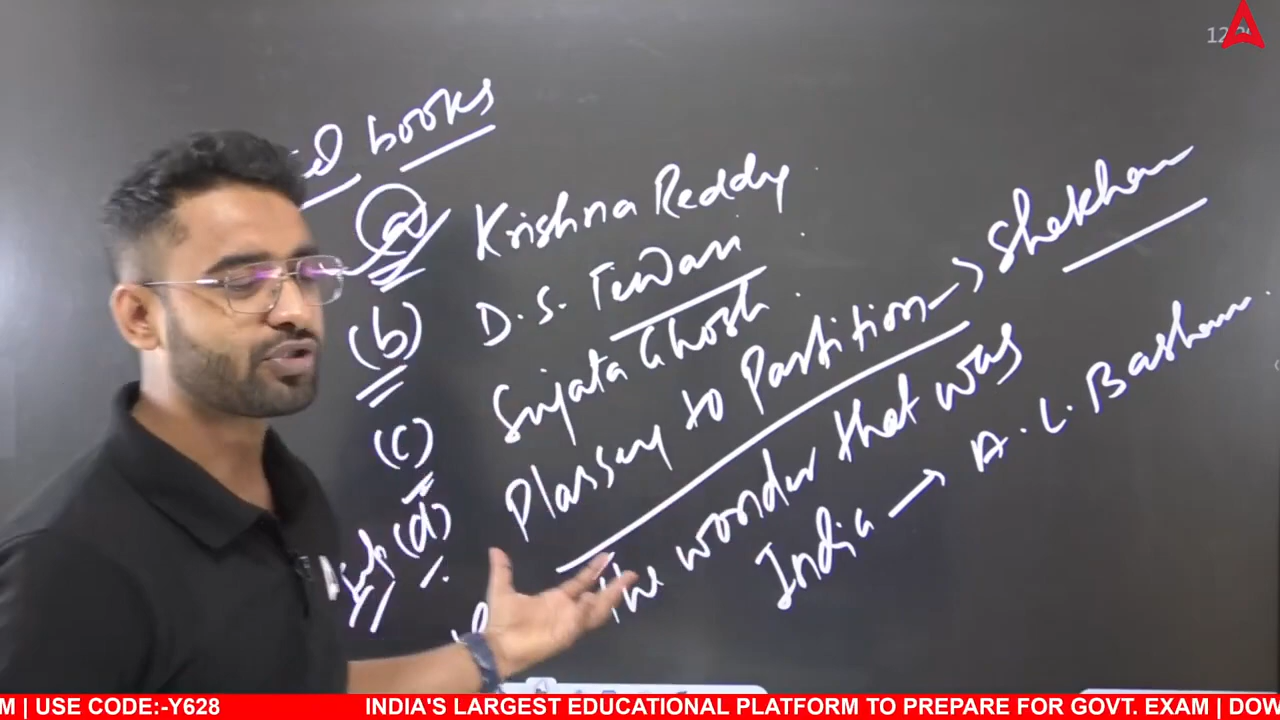 books
(a) Krishna Reddy
(b) D.S. Tewari
(c) Sujata Ghosh
(d) Plassey to Partition → Shekhar
the wonder that was
India → A.L. Basham
M | USE CODE:-Y628 INDIA'S LARGEST EDUCATIONAL PLATFORM TO PREPARE FOR GOVT. EXAM | DOW